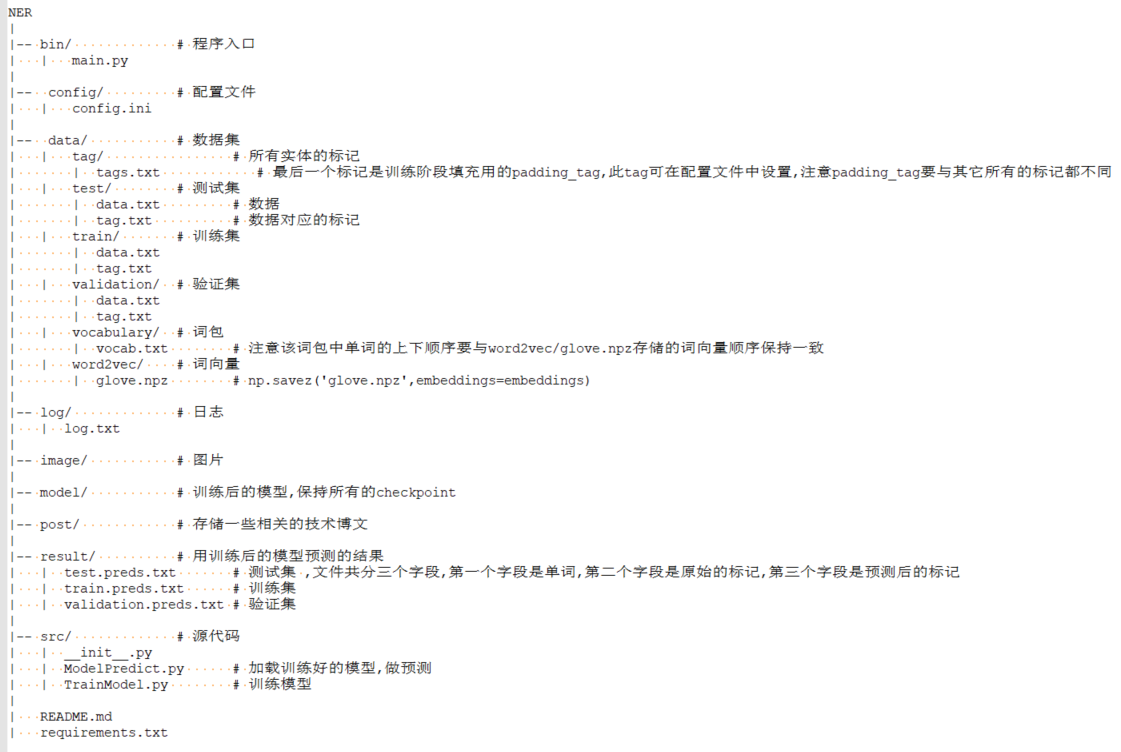 NER
|
|-- bin/ # 程序入口
| | main.py
|
|-- config/ # 配置文件
| | config.ini
|
|-- data/ # 数据集
| | tag/ # 所有实体的标记
| | tags.txt # 最后一个标记是训练阶段填充用的padding_tag,此tag可在配置文件中设置,注意padding_tag要与其它所有的标记都不同
| | test/ # 测试集
| | data.txt # 数据
| | tag.txt # 数据对应的标记
| | train/ # 训练集
| | data.txt
| | tag.txt
| | validation/ # 验证集
| | data.txt
| | tag.txt
| | vocabulary/ # 词包
| | vocab.txt # 注意该词包中单词的上下顺序要与word2vec/glove.npz存储的词向量顺序保持一致
| | word2vec/ # 词向量
| | glove.npz # np.savez('glove.npz',embeddings=embeddings)
|
|-- log/ # 日志
| | log.txt
|
|-- image/ # 图片
|
|-- model/ # 训练后的模型,保持所有的checkpoint
|
|-- post/ # 存储一些相关的技术博文
|
|-- result/ # 用训练后的模型预测的结果
| | test.preds.txt # 测试集 ,文件共分三个字段,第一个字段是单词,第二个字段是原始的标记,第三个字段是预测后的标记
| | train.preds.txt # 训练集
| | validation.preds.txt # 验证集
|
|-- src/ # 源代码
| | __init__.py
| | ModelPredict.py # 加载训练好的模型,做预测
| | TrainModel.py # 训练模型
|
| README.md
| requirements.txt